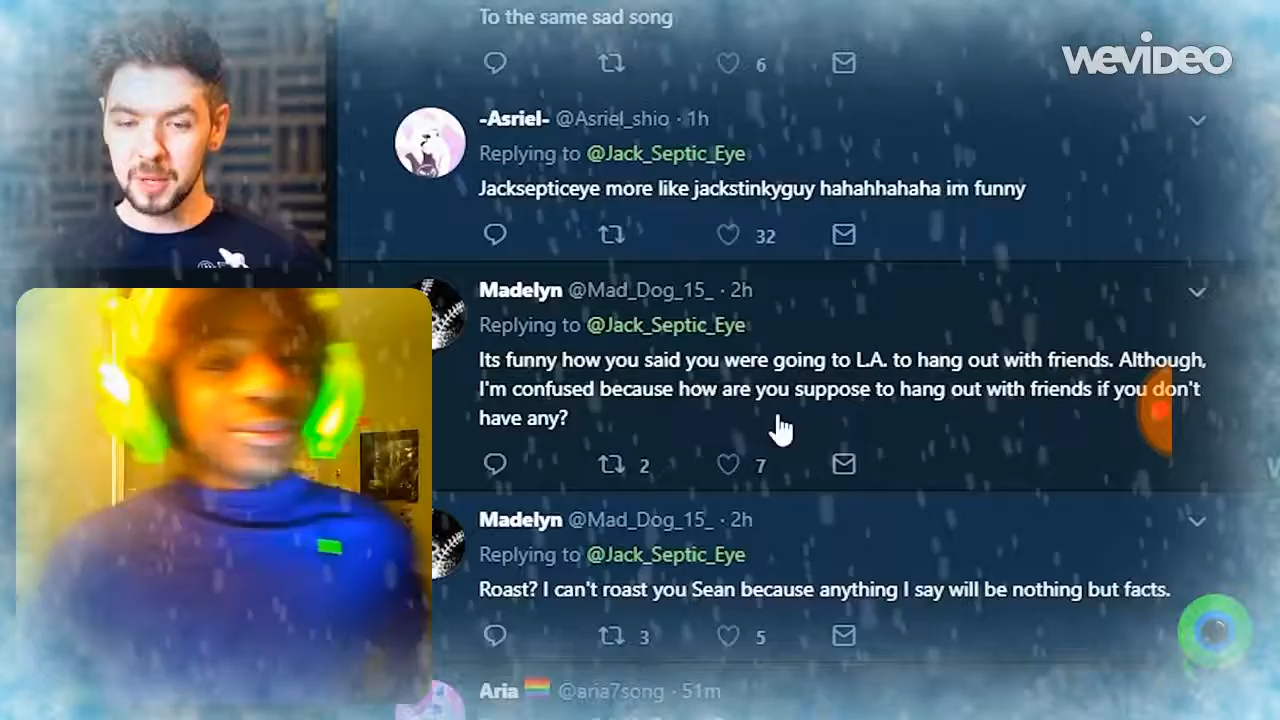 To the same sad song
wevideo
6
-Asriel- @Asriel_shio · 1h
Replying to @Jack_Septic_Eye
Jacksepticeye more like jackstinkyguy hahahhahaha im funny
32
Madelyn @Mad_Dog_15_ · 2h
Replying to @Jack_Septic_Eye
Its funny how you said you were going to L.A. to hang out with friends. Although,
I'm confused because how are you suppose to hang out with friends if you don't
have any?
2 7
Madelyn @Mad_Dog_15_ · 2h
Replying to @Jack_Septic_Eye
Roast? I can't roast you Sean because anything I say will be nothing but facts.
3 5
Aria @aria7song · 51m